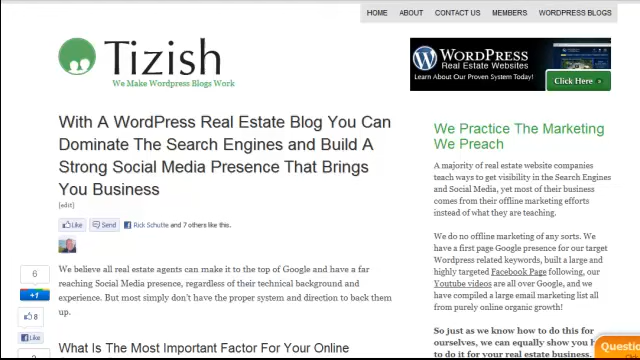 HOME ABOUT CONTACT US MEMBERS WORDPRESS BLOGS
Tizish
We Make Wordpress Blogs Work
WORDPRESS
Real Estate Websites
Learn About Our Proven System Today!
Click Here
With A WordPress Real Estate Blog You Can
Dominate The Search Engines and Build A
Strong Social Media Presence That Brings
You Business
[edit]
Like Send Rick Schutte and 7 others like this.
6
+1
8
Like
We believe all real estate agents can make it to the top of Google and have a far
reaching Social Media presence, regardless of their technical background and
experience. But most simply don't have the proper system and direction to back them
up.
What Is The Most Important Factor For Your Online
We Practice The Marketing
We Preach
A majority of real estate website companies
teach ways to get visibility in the Search Engines
and Social Media, yet most of their business
comes from their offline marketing efforts
instead of what they are teaching.
We do no offline marketing of any sorts. We
have a first page Google presence for our target
Wordpress related keywords, built a large and
highly targeted Facebook Page following, our
Youtube videos are all over Google, and we
have compiled a large email marketing list all
from purely online organic growth!
So just as we know how to do this for
ourselves, we can equally show you h
to do it for your real estate business.
Questio